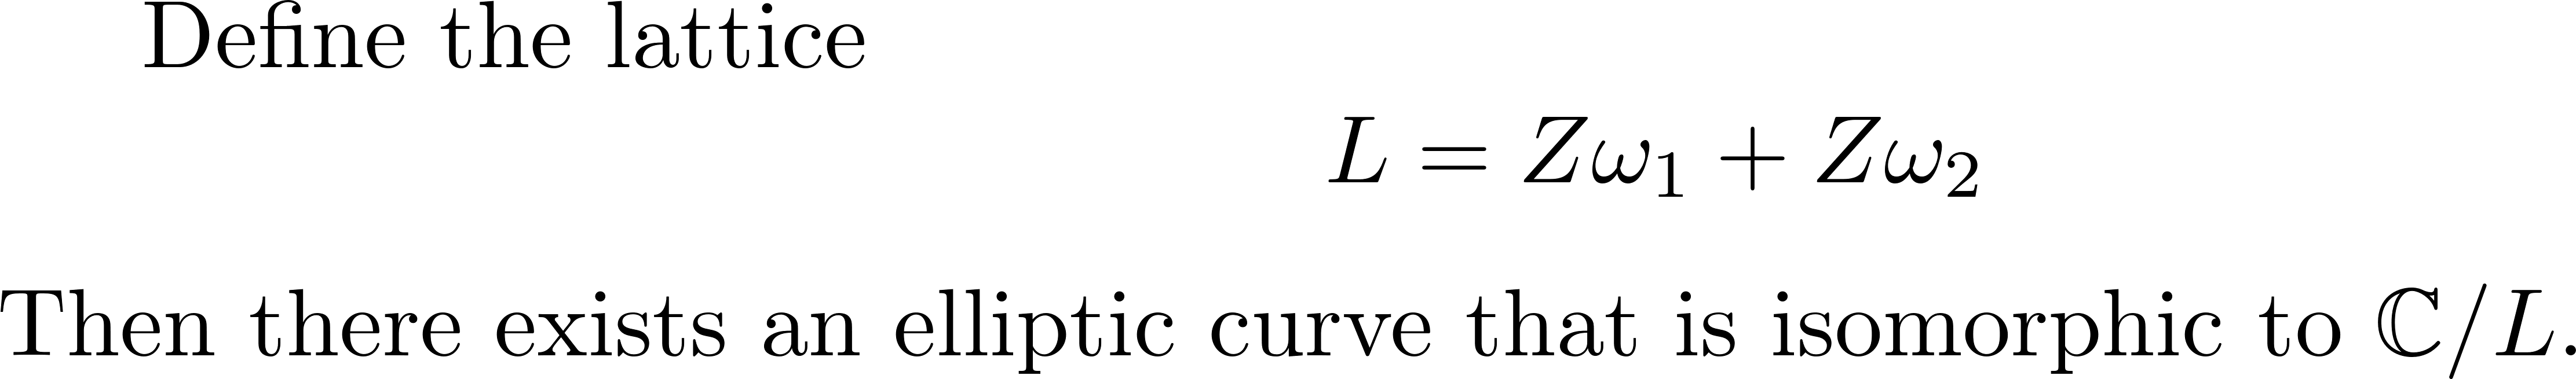 Define the lattice
L = Zω₁ + Zω₂
Then there exists an elliptic curve that is isomorphic to ℂ/L.